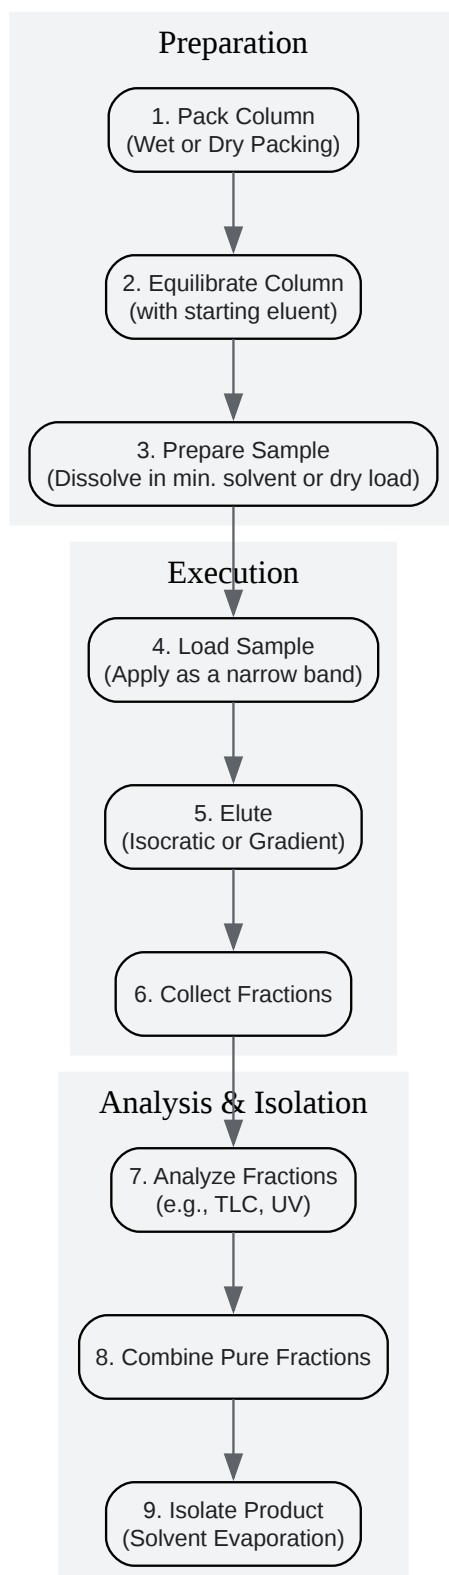 Preparation
1. Pack Column
(Wet or Dry Packing)
2. Equilibrate Column
(with starting eluent)
3. Prepare Sample
(Dissolve in min. solvent or dry load)
Execution
4. Load Sample
(Apply as a narrow band)
5. Elute
(Isocratic or Gradient)
6. Collect Fractions
Analysis & Isolation
7. Analyze Fractions
(e.g., TLC, UV)
8. Combine Pure Fractions
9. Isolate Product
(Solvent Evaporation)